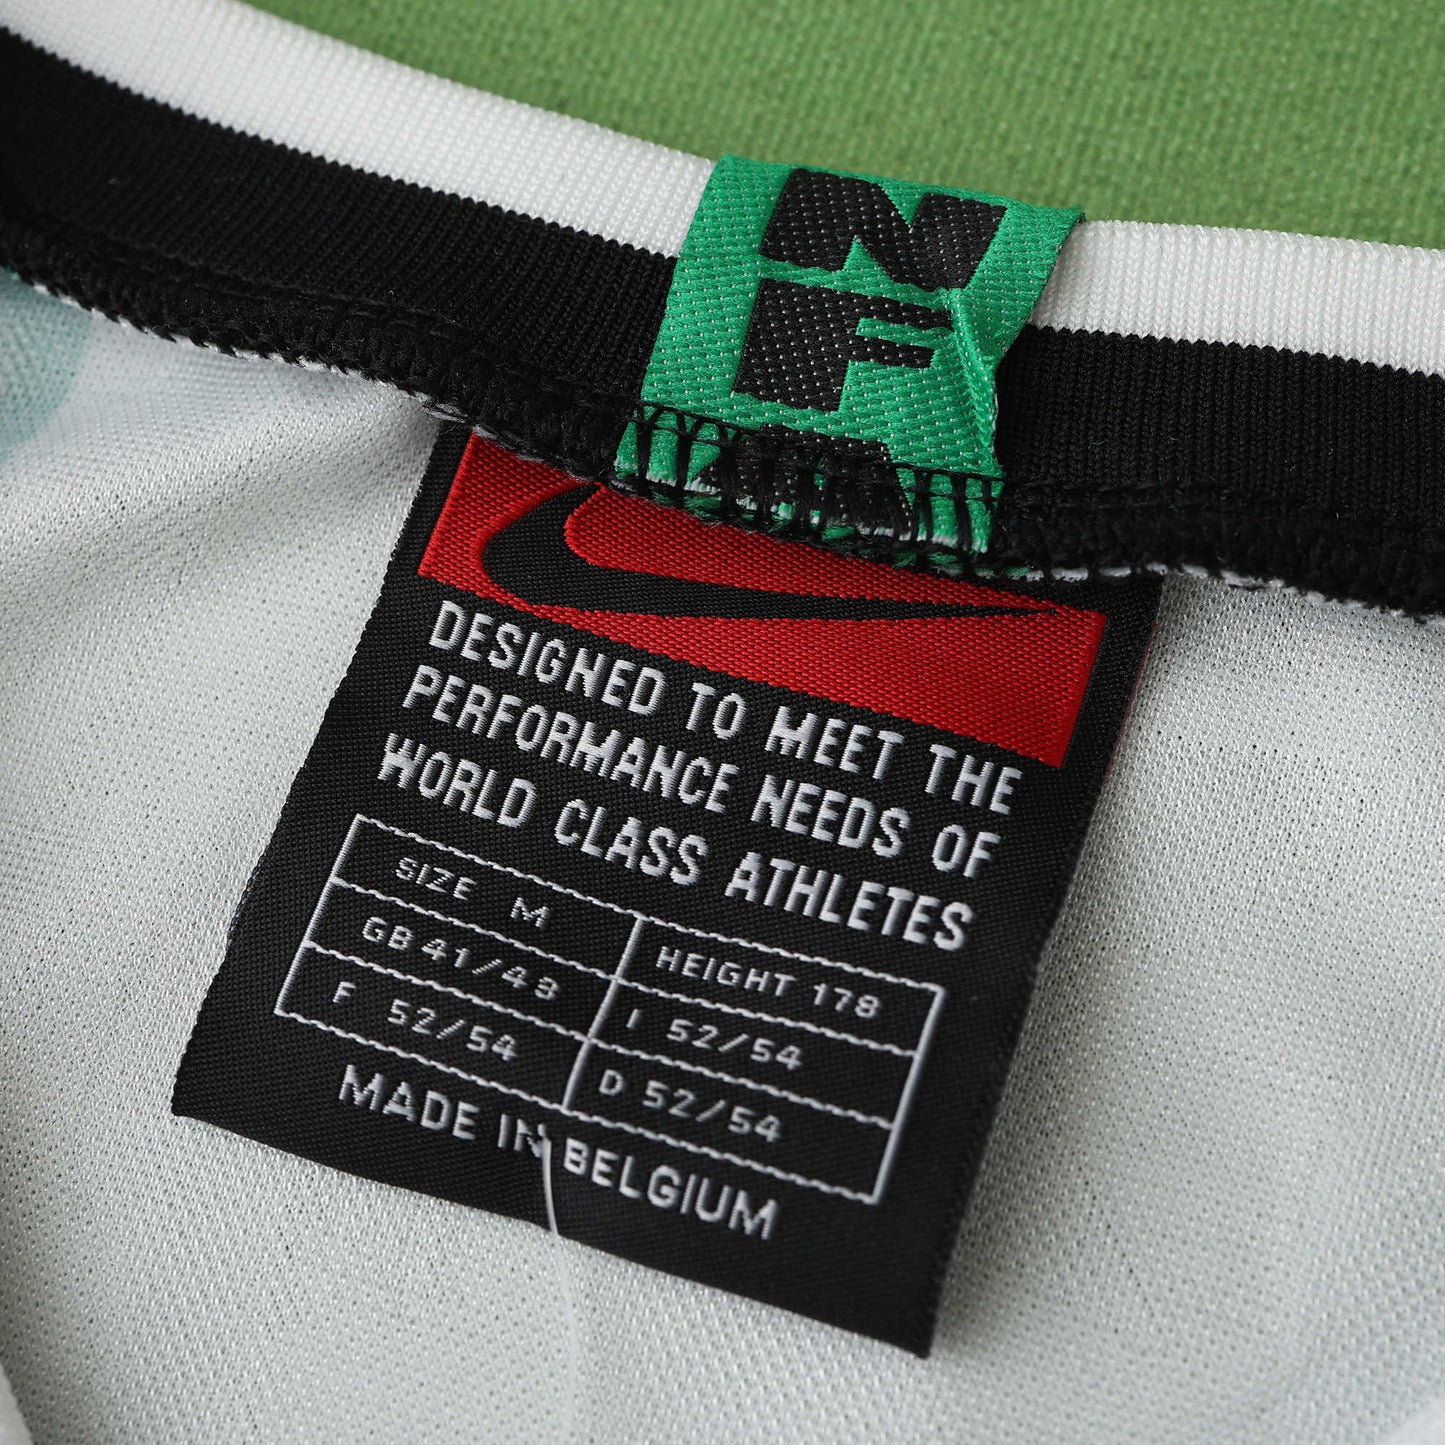 NFF
DESIGNED TO MEET THE
PERFORMANCE NEEDS OF
WORLD CLASS ATHLETES
SIZE M
HEIGHT 178
GB 41/43
I 52/54
F 52/54
D 52/54
MADE IN BELGIUM